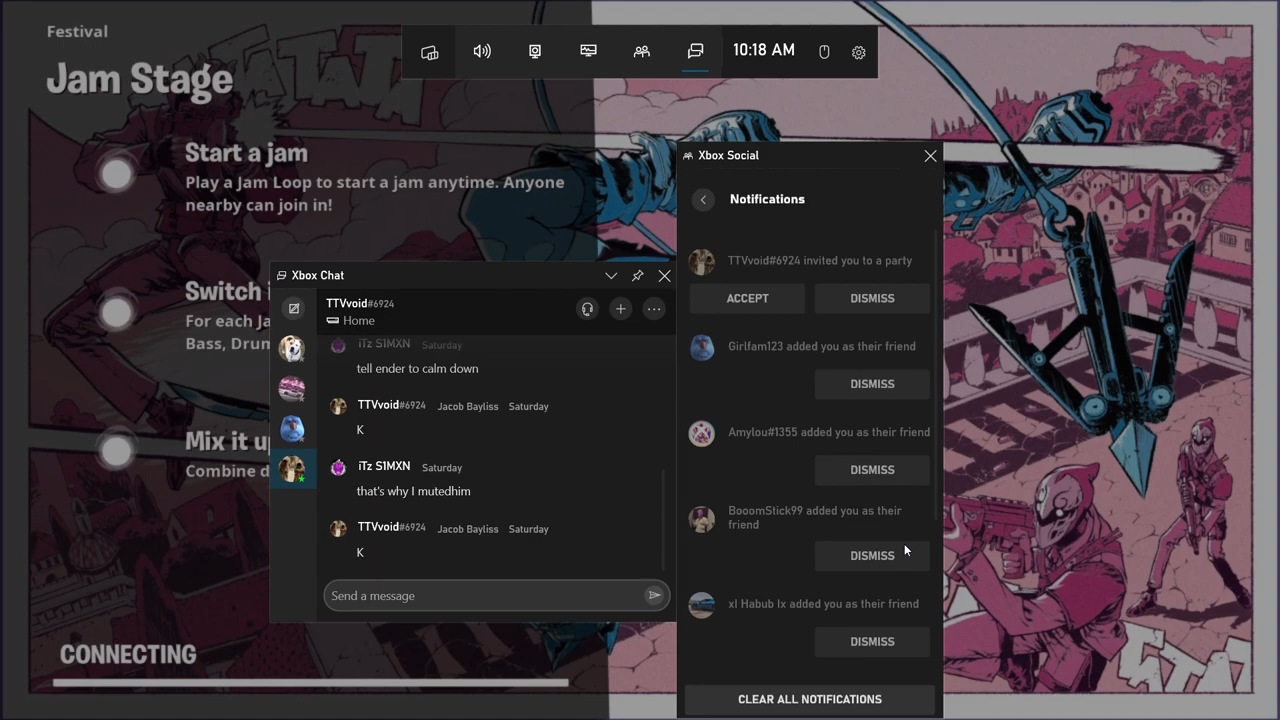 Festival
Jam Stage
Start a jam
Play a Jam Loop to start a jam anytime. Anyone
nearby can join in!
Switch i
For each Ja
Bass, Drun
Mix it up
Combine d
CONNECTING
10:18 AM
Xbox Chat
TTVvoid#6924
Home
iTz S1MXN Saturday
tell ender to calm down
TTVvoid#6924 Jacob Bayliss Saturday
K
iTz S1MXN Saturday
that's why I mutedhim
TTVvoid#6924 Jacob Bayliss Saturday
K
Send a message
Xbox Social
Notifications
TTVvoid#6924 invited you to a party
ACCEPT DISMISS
Girlfam123 added you as their friend
DISMISS
Amylou#1355 added you as their friend
DISMISS
BooomStick99 added you as their
friend
DISMISS
xl Habub lx added you as their friend
DISMISS
CLEAR ALL NOTIFICATIONS